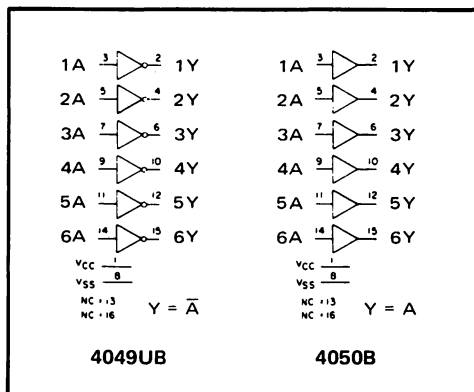 1A 3 2 1Y
2A 5 4 2Y
3A 7 6 3Y
4A 9 10 4Y
5A 11 12 5Y
6A 14 15 6Y
1
VCC
8
VSS
NC = 13
NC = 16
Y = A̅
4049UB
1A 3 2 1Y
2A 5 4 2Y
3A 7 6 3Y
4A 9 10 4Y
5A 11 12 5Y
6A 14 15 6Y
1
VCC
8
VSS
NC = 13
NC = 16
Y = A
4050B